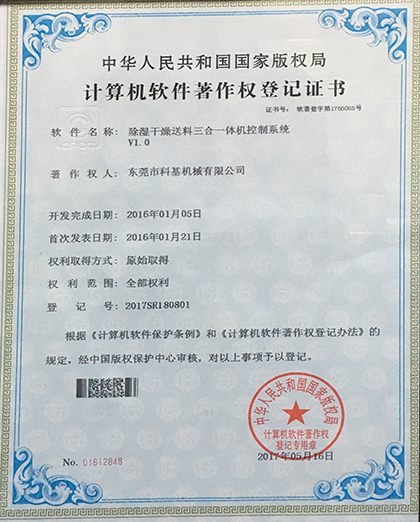 中华人民共和国国家版权局
计算机软件著作权登记证书
证书号: 软著登字第1766085号
软件名称: 除湿干燥送料三合一体机控制系统
V1.0
著作权人: 东莞市科基机械有限公司
开发完成日期: 2016年01月05日
首次发表日期: 2016年01月21日
权利取得方式: 原始取得
权利范围: 全部权利
登记号: 2017SR180801
根据《计算机软件保护条例》和《计算机软件著作权登记办法》的
规定，经中国版权保护中心审核，对以上事项予以登记。
中华人民共和国国家版权局
计算机软件著作权
登记专用章
No. 01612848
2017年05月16日